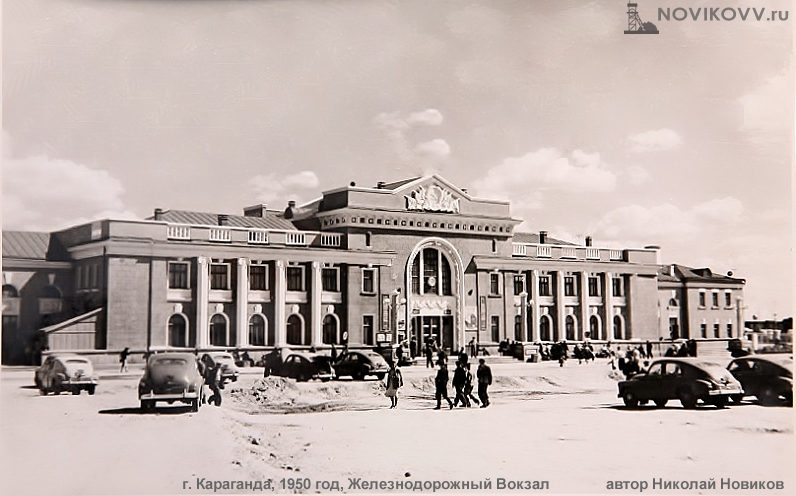 NOVIKOVV.ru
г. Караганда, 1950 год, Железнодорожный Вокзал
автор Николай Новиков